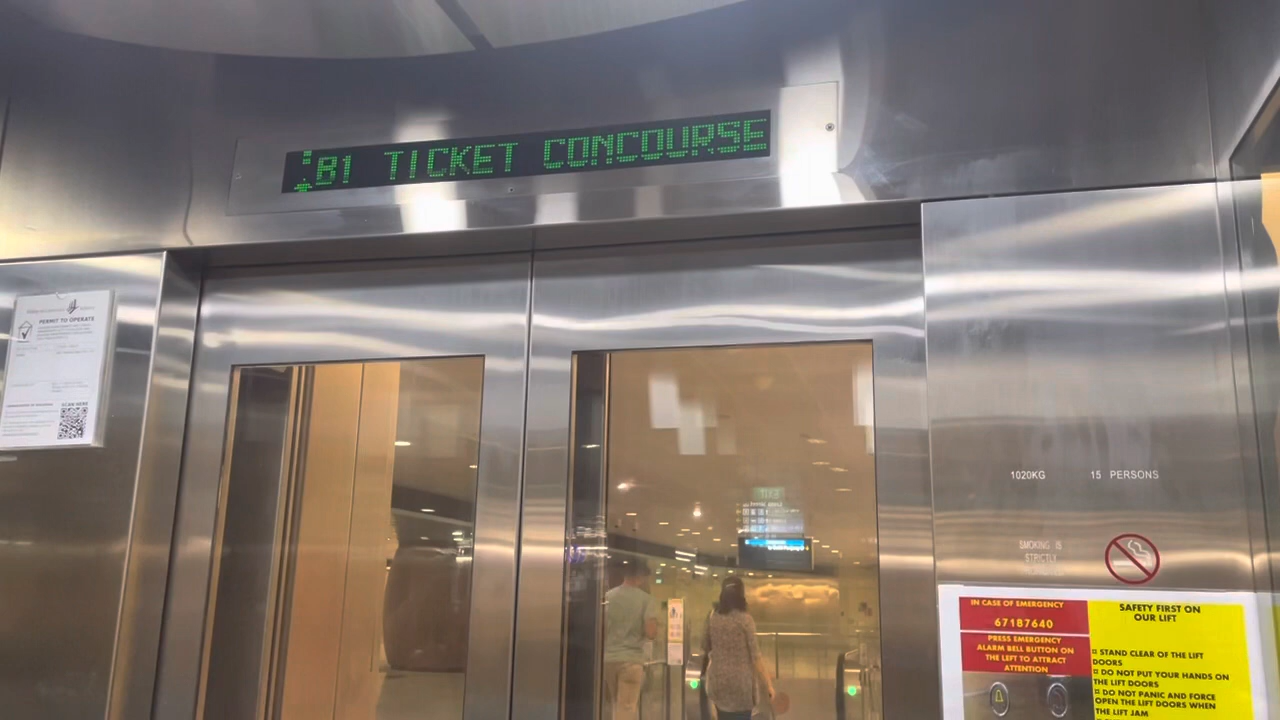 B1 TICKET CONCOURSE
PERMIT TO OPERATE
SCAN HERE
1020KG 15 PERSONS
SMOKING IS
STRICTLY
IN CASE OF EMERGENCY
67187640
PRESS EMERGENCY
ALARM BELL BUTTON ON
THE LEFT TO ATTRACT
ATTENTION
SAFETY FIRST ON
OUR LIFT
STAND CLEAR OF THE LIFT
DOORS
DO NOT PUT YOUR HANDS ON
THE LIFT DOORS
DO NOT PANIC AND FORCE
OPEN THE LIFT DOORS WHEN
THE LIFT JAM